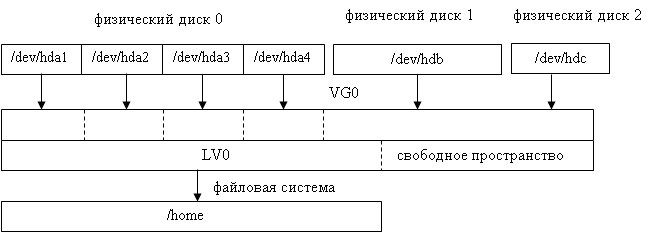 физический диск 0 физический диск 1 физический диск 2
/dev/hda1 /dev/hda2 /dev/hda3 /dev/hda4 /dev/hdb /dev/hdc
VG0
LV0 свободное пространство
файловая система
/home